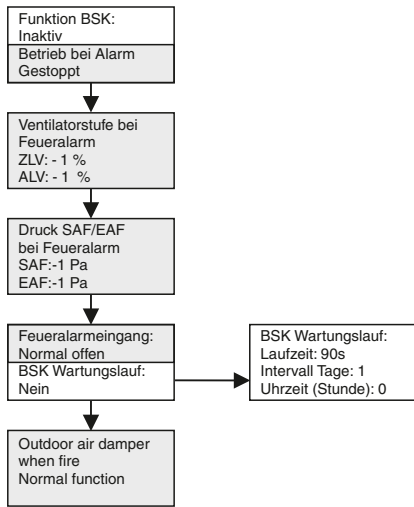 Funktion BSK:
Inaktiv
Betrieb bei Alarm
Gestoppt
Ventilatorstufe bei
Feueralarm
ZLV: - 1 %
ALV: - 1 %
Druck SAF/EAF
bei Feueralarm
SAF:-1 Pa
EAF:-1 Pa
Feueralarmeingang:
Normal offen
BSK Wartungslauf:
Nein
BSK Wartungslauf:
Laufzeit: 90s
Intervall Tage: 1
Uhrzeit (Stunde): 0
Outdoor air damper
when fire
Normal function